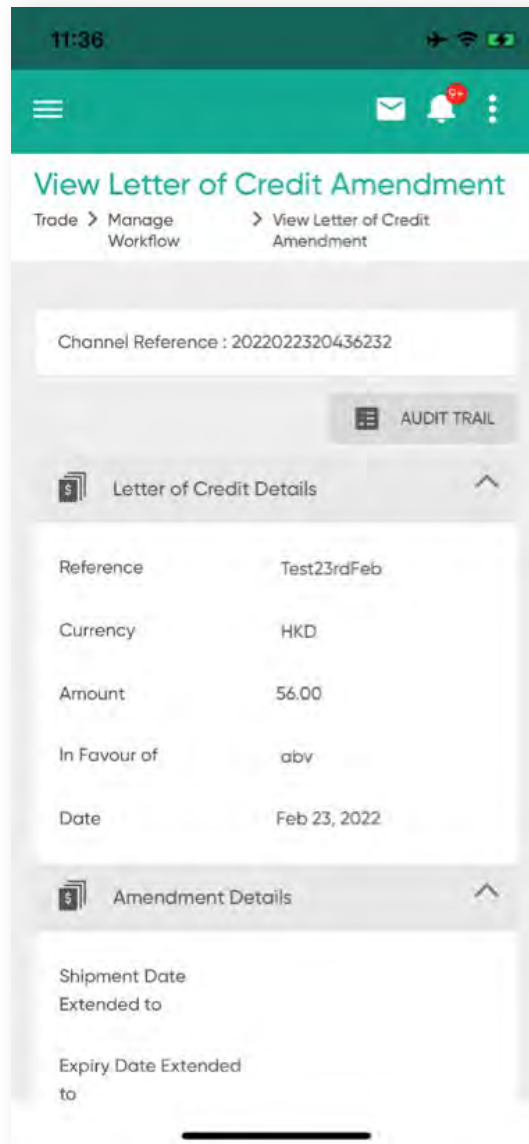 11:36
9+
View Letter of Credit Amendment
Trade > Manage Workflow > View Letter of Credit Amendment
Channel Reference : 2022022320436232
AUDIT TRAIL
$ Letter of Credit Details
Reference Test23rdFeb
Currency HKD
Amount 56.00
In Favour of abv
Date Feb 23, 2022
$ Amendment Details
Shipment Date
Extended to
Expiry Date Extended
to